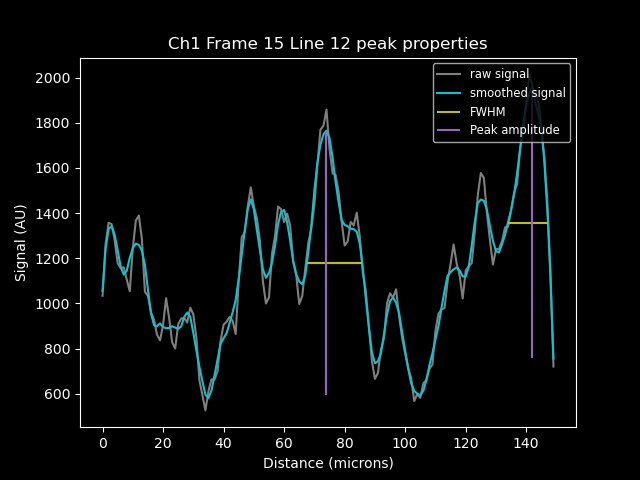 Ch1 Frame 15 Line 12 peak properties
raw signal
smoothed signal
FWHM
Peak amplitude
Signal (AU)
2000
1800
1600
1400
1200
1000
800
600
0 20 40 60 80 100 120 140
Distance (microns)